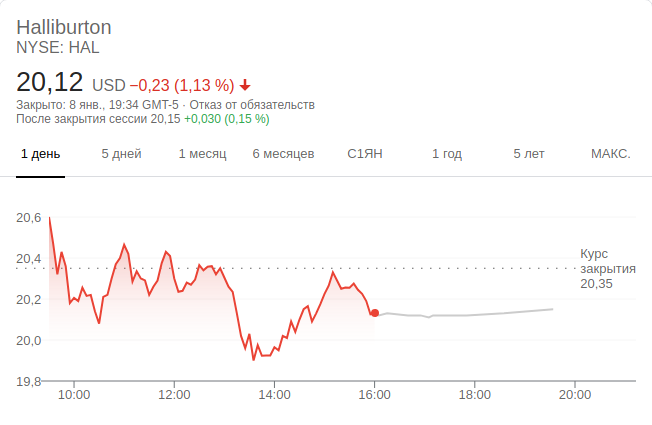 Halliburton
NYSE: HAL
20,12 USD −0,23 (1,13 %)
Закрыто: 8 янв., 19:34 GMT-5 · Отказ от обязательств
После закрытия сессии 20,15 +0,030 (0,15 %)
1 день 5 дней 1 месяц 6 месяцев С1ЯН 1 год 5 лет МАКС.
20,6
20,4
20,2
20,0
19,8
Курс
закрытия
20,35
10:00 12:00 14:00 16:00 18:00 20:00